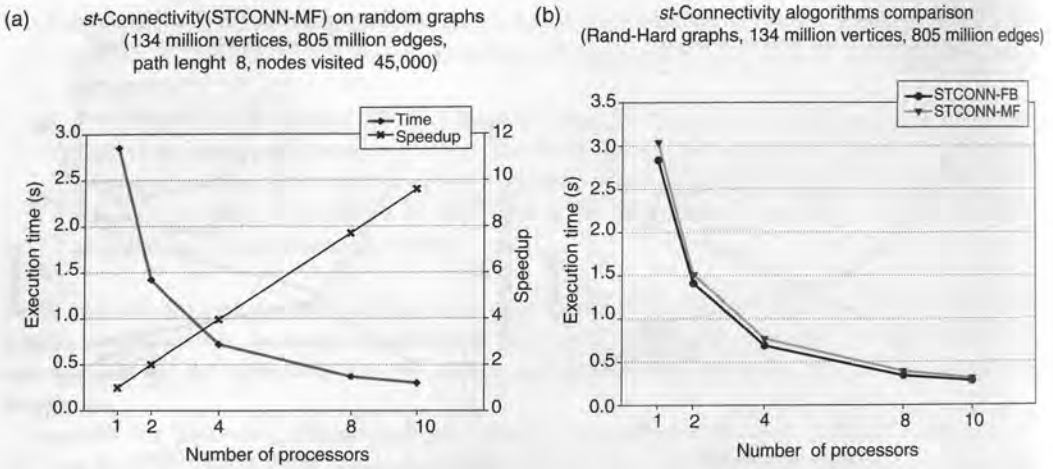 (a)
st-Connectivity(STCONN-MF) on random graphs
(134 million vertices, 805 million edges,
path lenght 8, nodes visited 45,000)
Time
Speedup
3.0
2.5
2.0
1.5
1.0
0.5
0.0
Execution time (s)
12
10
8
6
4
2
0
Speedup
1 2 4 8 10
Number of processors
(b)
st-Connectivity alogorithms comparison
(Rand-Hard graphs, 134 million vertices, 805 million edges)
STCONN-FB
STCONN-MF
3.5
3.0
2.5
2.0
1.5
1.0
0.5
0.0
Execution time (s)
1 2 4 8 10
Number of processors